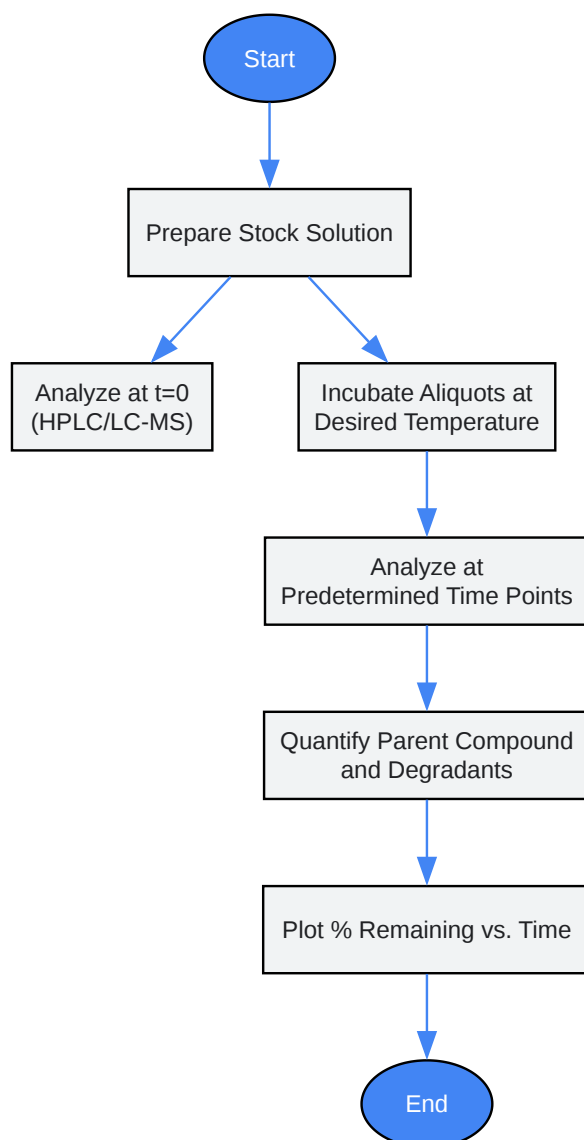 Start
Prepare Stock Solution
Analyze at t=0
(HPLC/LC-MS)
Incubate Aliquots at
Desired Temperature
Analyze at
Predetermined Time Points
Quantify Parent Compound
and Degradants
Plot % Remaining vs. Time
End